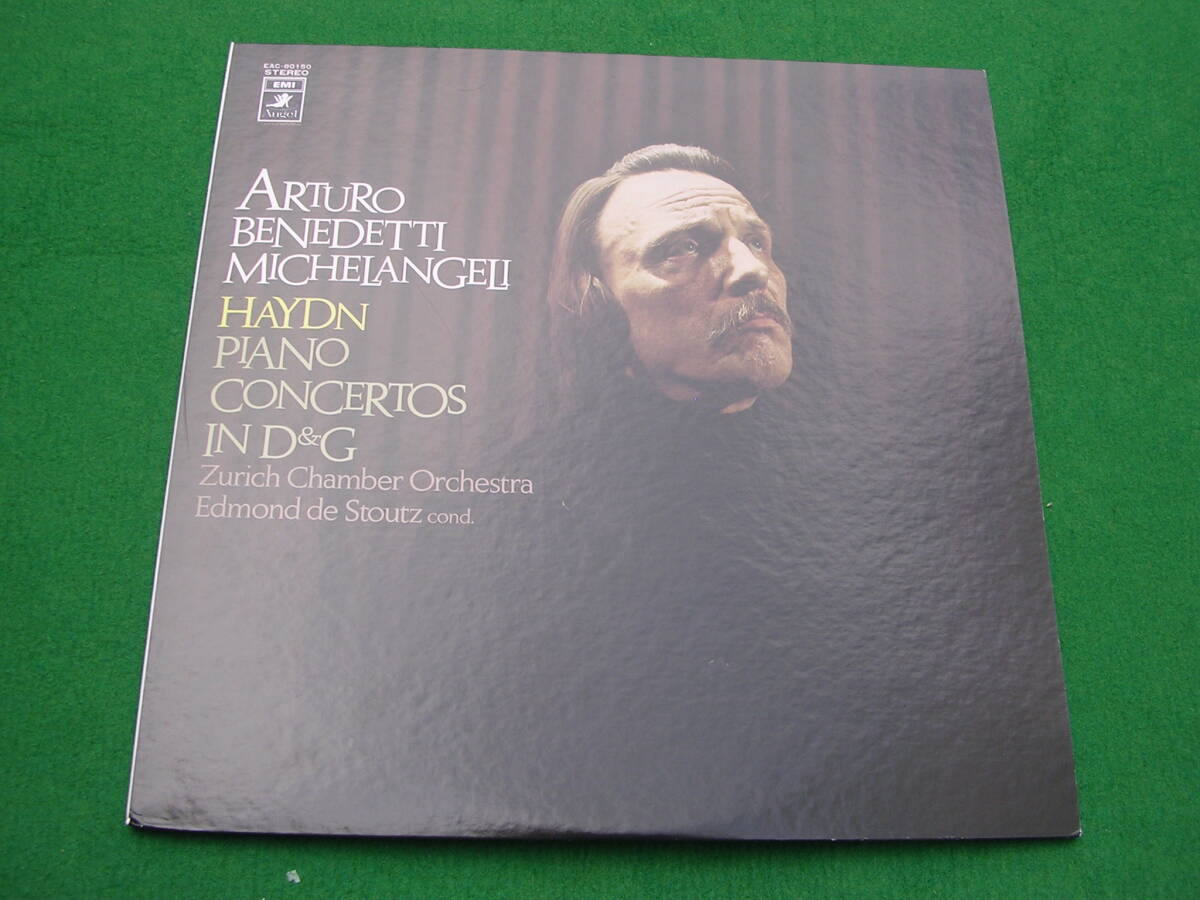 EAC-80150
STEREO
EMI
Angel
ARTURO
BENEDETTI
MICHELANGELI
HAYDN
PIANO
CONCERTOS
IN D&G
Zurich Chamber Orchestra
Edmond de Stoutz cond.